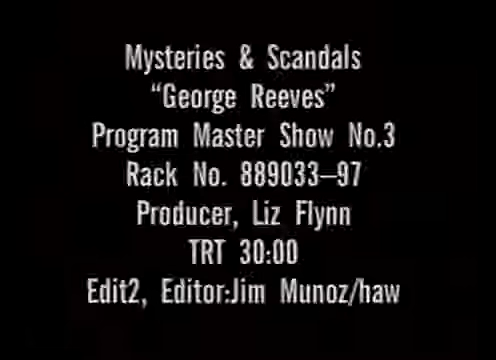 Mysteries & Scandals
“George Reeves”
Program Master Show No.3
Rack No. 889033–97
Producer, Liz Flynn
TRT 30:00
Edit2, Editor:Jim Munoz/haw